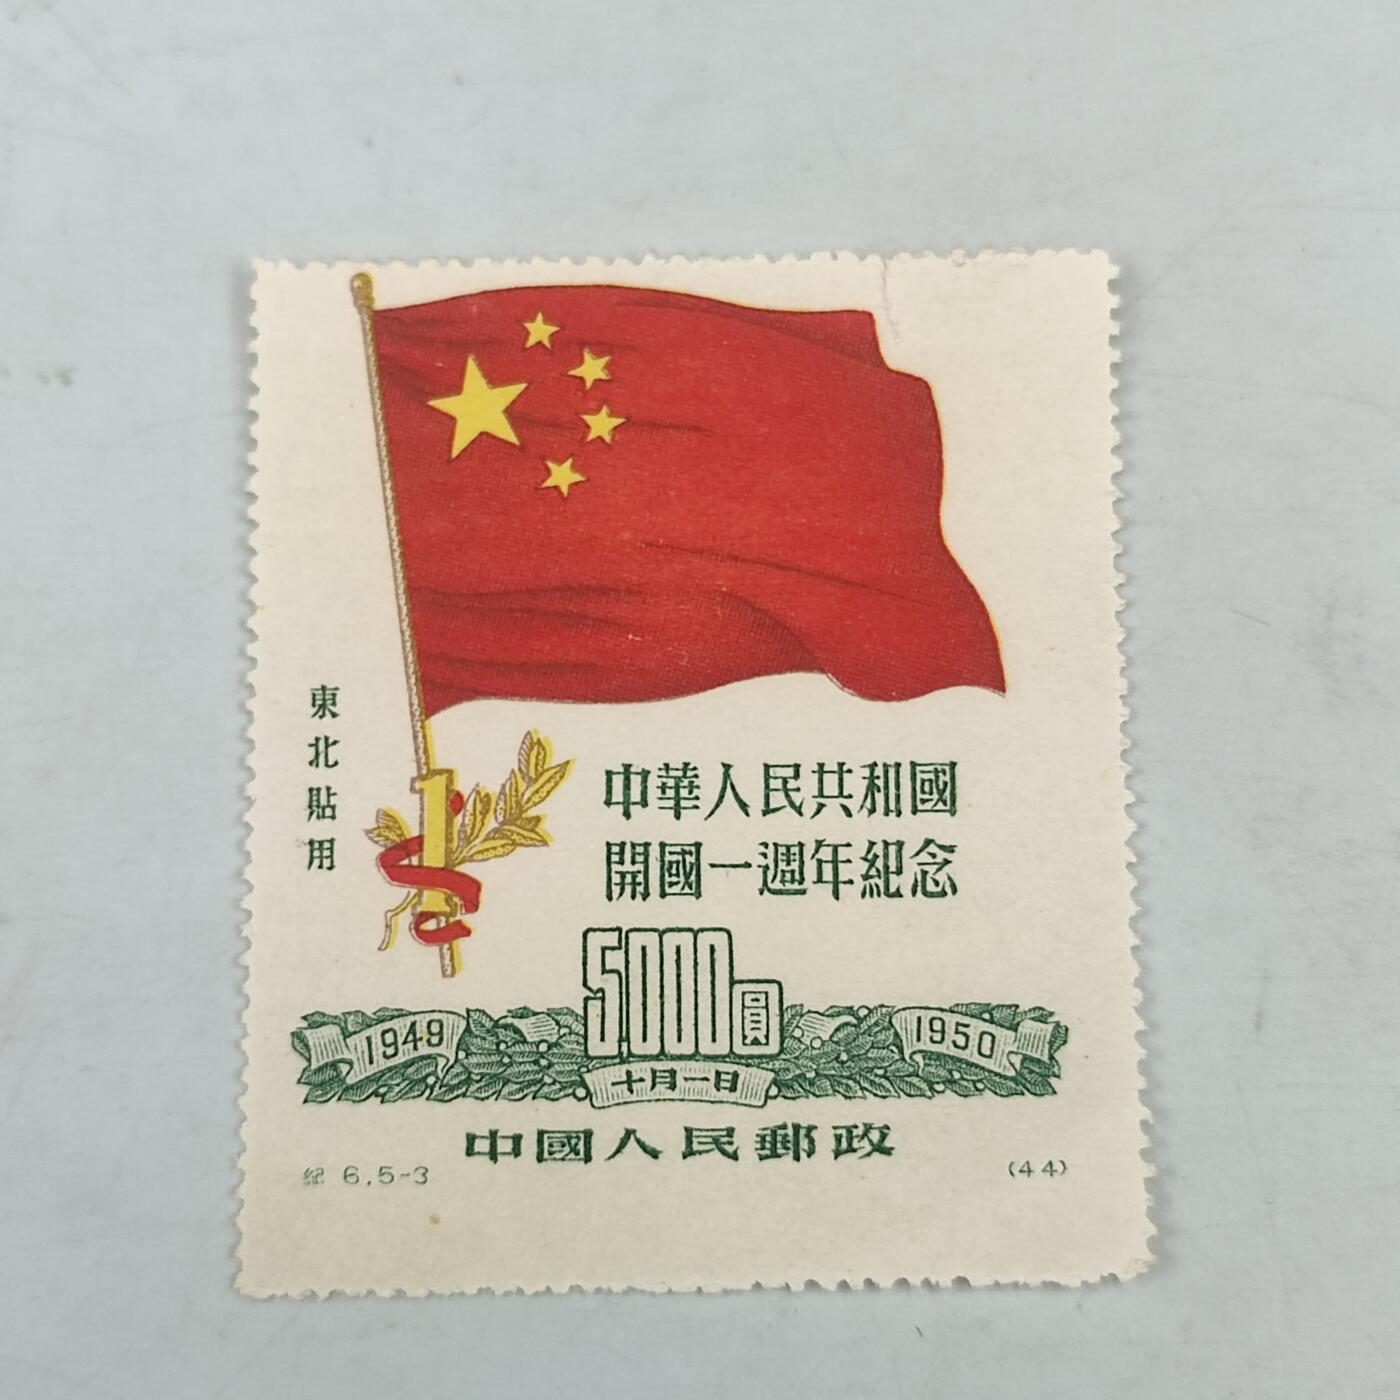 東北貼用
中華人民共和國
開國一週年紀念
5,000圓
1949
1950
十月一日
中國人民郵政
紀 6.5-3
(44)